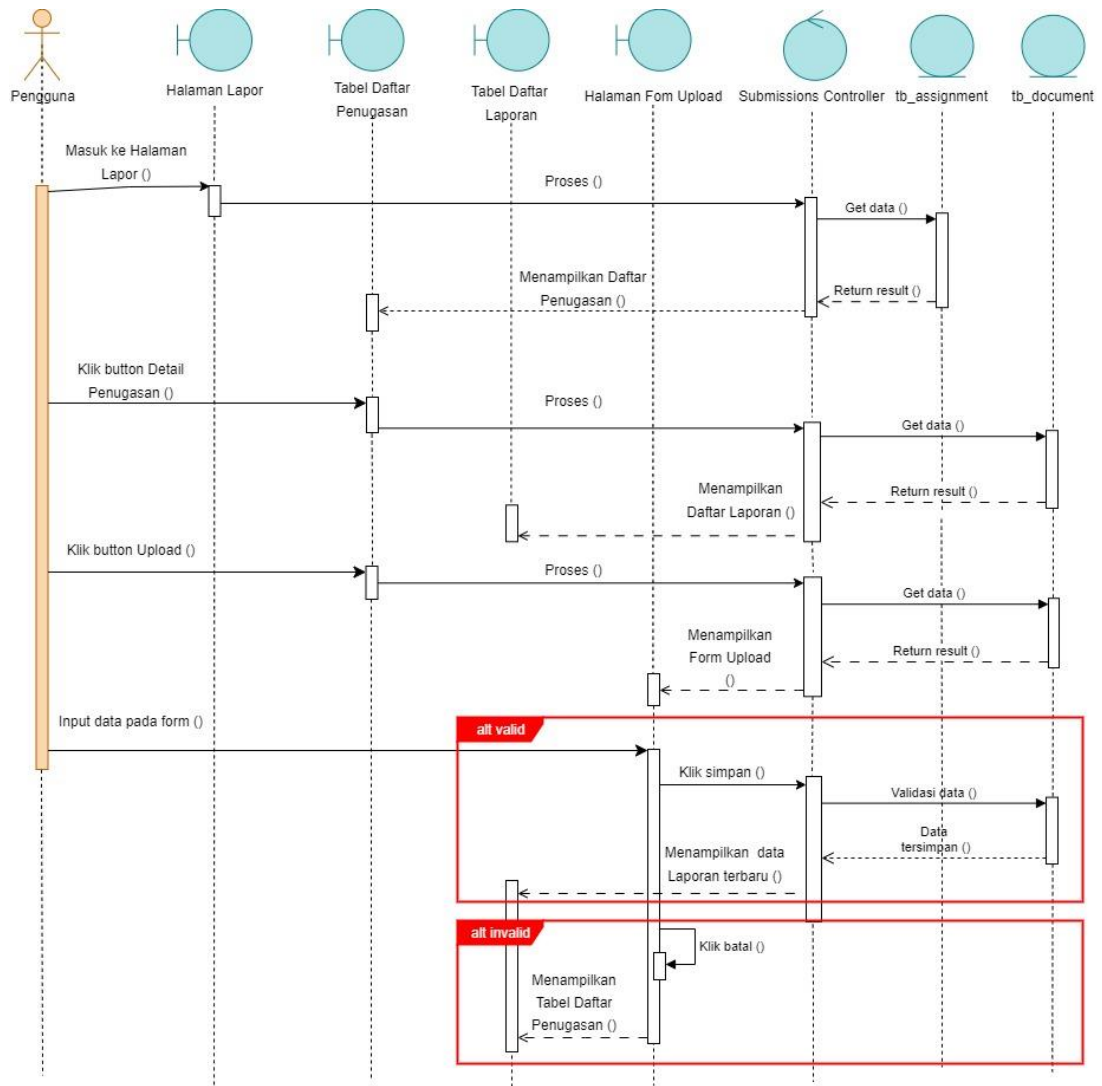 Pengguna
Halaman Lapor
Tabel Daftar
Penugasan
Tabel Daftar
Laporan
Halaman Fom Upload
Submissions Controller
tb_assignment
tb_document
Masuk ke Halaman
Lapor ()
Proses ()
Get data ()
Menampilkan Daftar
Penugasan ()
Return result ()
Klik button Detail
Penugasan ()
Proses ()
Get data ()
Menampilkan
Daftar Laporan ()
Return result ()
Klik button Upload ()
Proses ()
Get data ()
Menampilkan
Form Upload
()
Return result ()
Input data pada form ()
alt valid
Klik simpan ()
Validasi data ()
Data
tersimpan ()
Menampilkan data
Laporan terbaru ()
alt invalid
Klik batal ()
Menampilkan
Tabel Daftar
Penugasan ()